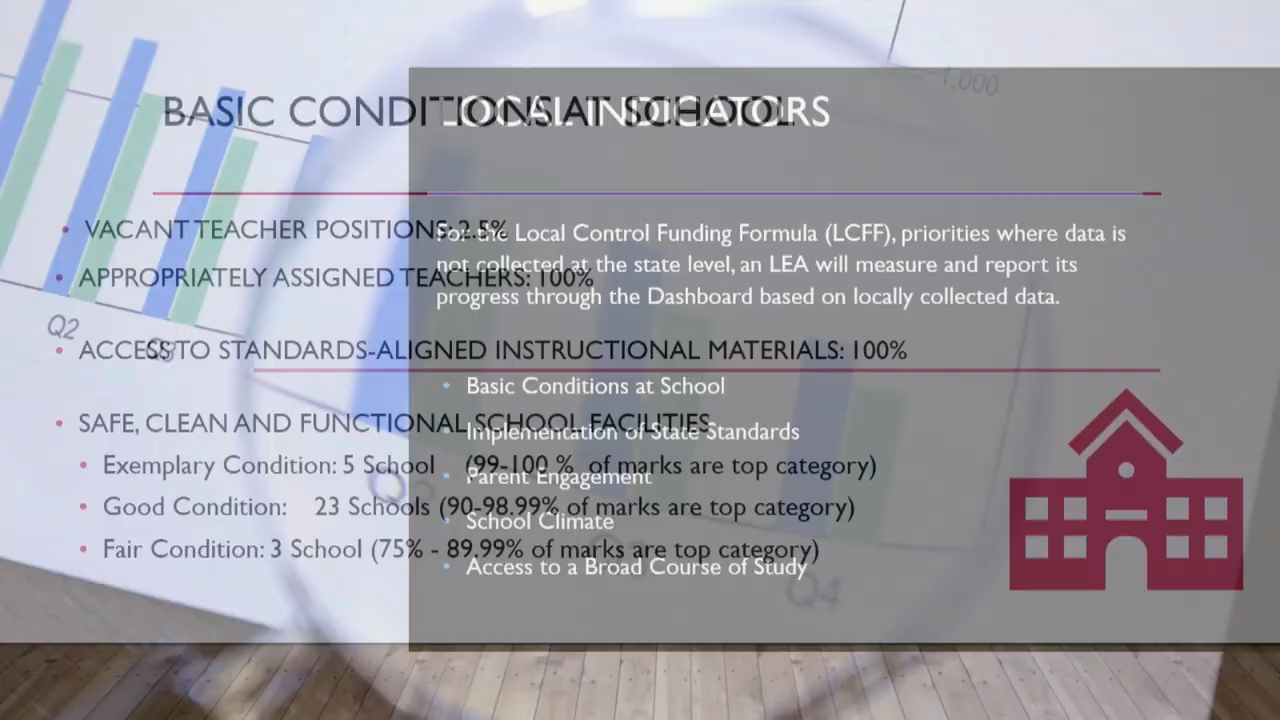 BASIC CONDITIONS AT SCHOOL
VACANT TEACHER POSITIONS: 2.5%
APPROPRIATELY ASSIGNED TEACHERS: 100%
ACCESS TO STANDARDS-ALIGNED INSTRUCTIONAL MATERIALS: 100%
SAFE, CLEAN AND FUNCTIONAL SCHOOL FACILITIES
Exemplary Condition: 5 School (99-100 % of marks are top category)
Good Condition: 23 Schools (90-98.99% of marks are top category)
Fair Condition: 3 School (75% - 89.99% of marks are top category)
LOCAL INDICATORS
For the Local Control Funding Formula (LCFF), priorities where data is
not collected at the state level, an LEA will measure and report its
progress through the Dashboard based on locally collected data.
Basic Conditions at School
Implementation of State Standards
Parent Engagement
School Climate
Access to a Broad Course of Study
1,000
Q2
Q3
Q4